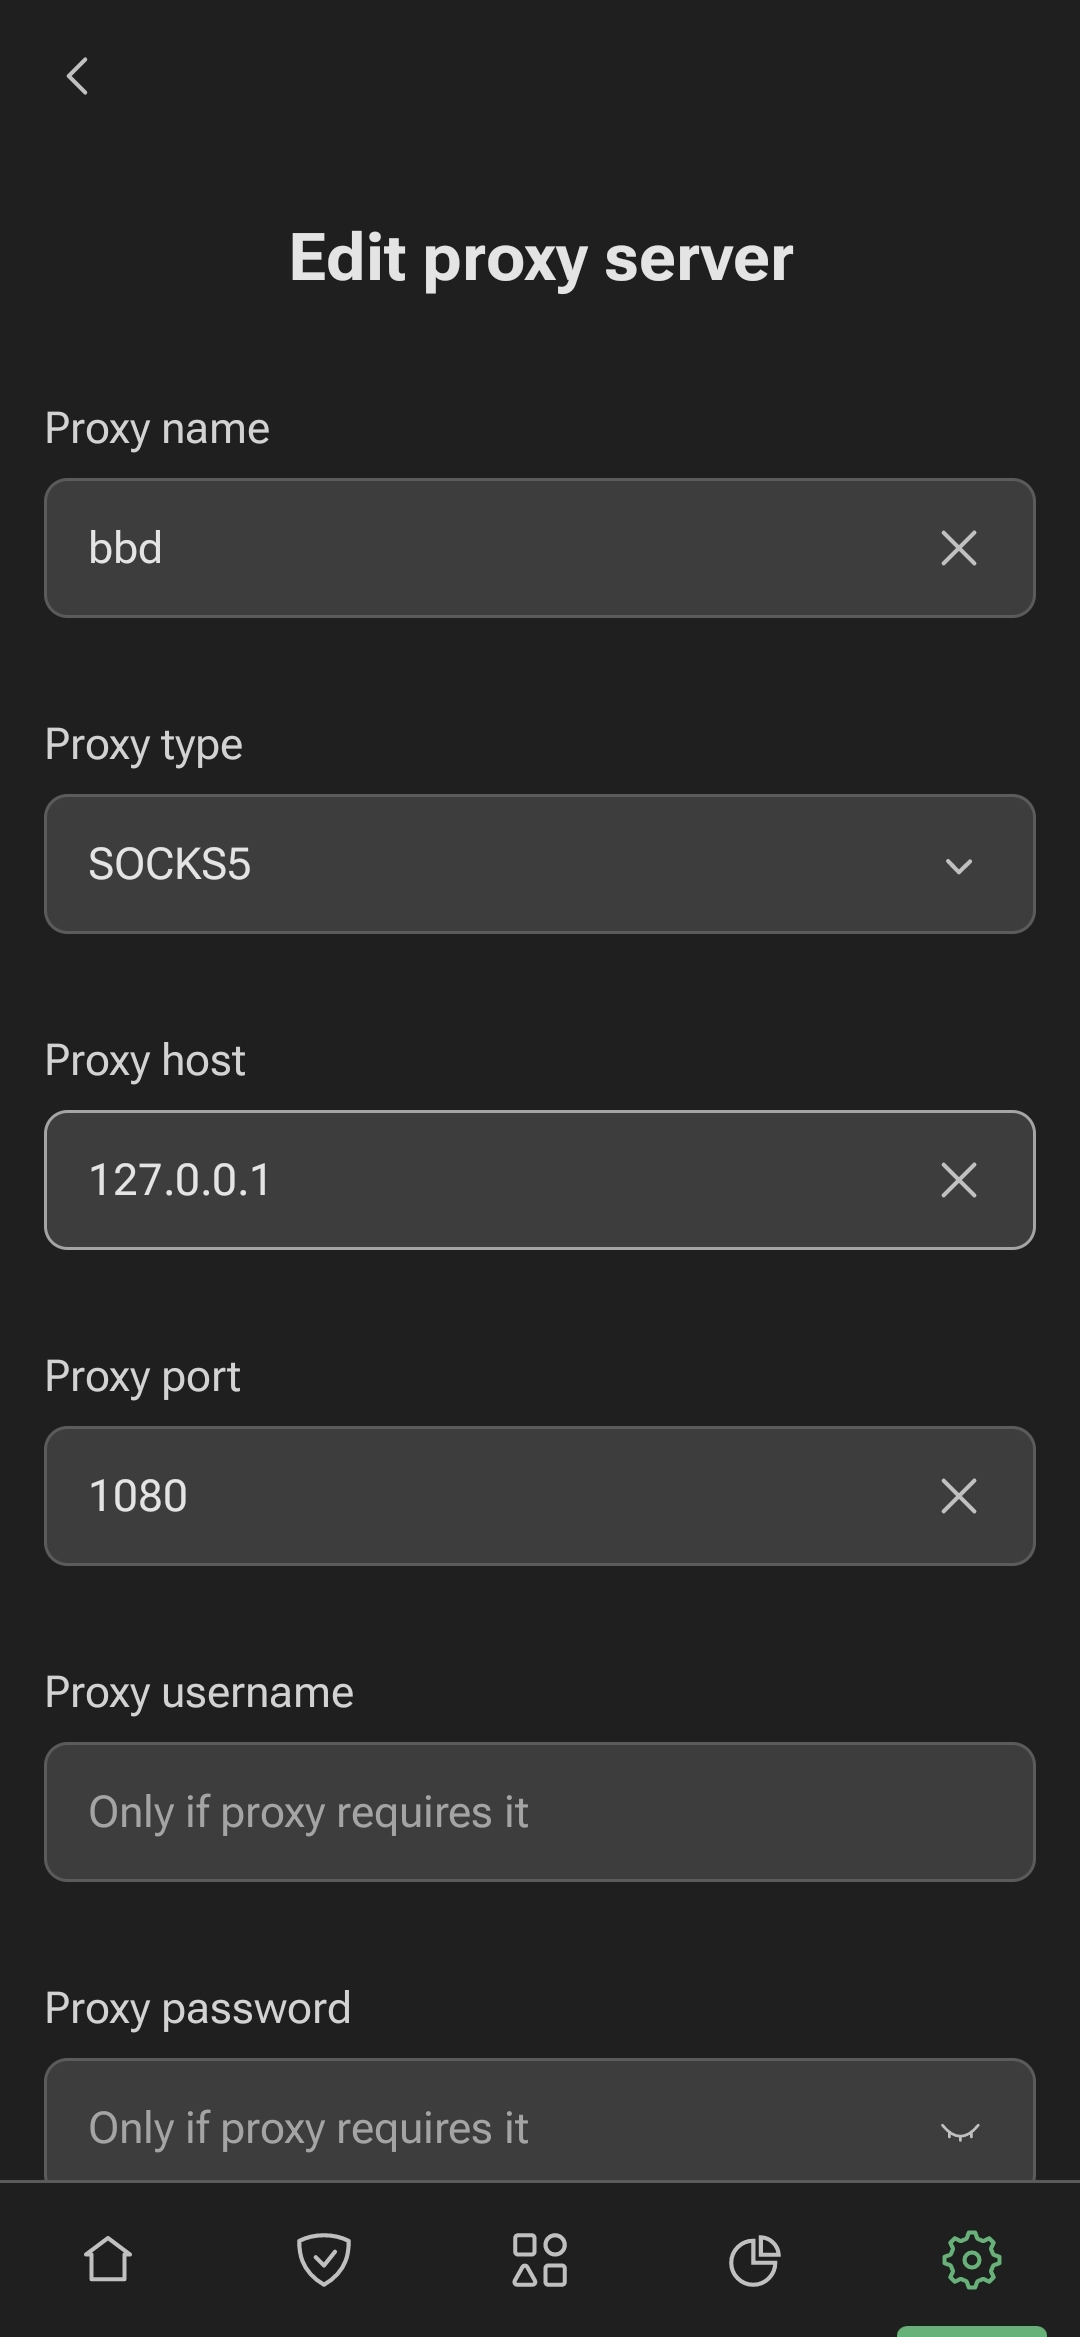 Edit proxy server
Proxy name
bbd
Proxy type
SOCKS5
Proxy host
127.0.0.1
Proxy port
1080
Proxy username
Only if proxy requires it
Proxy password
Only if proxy requires it